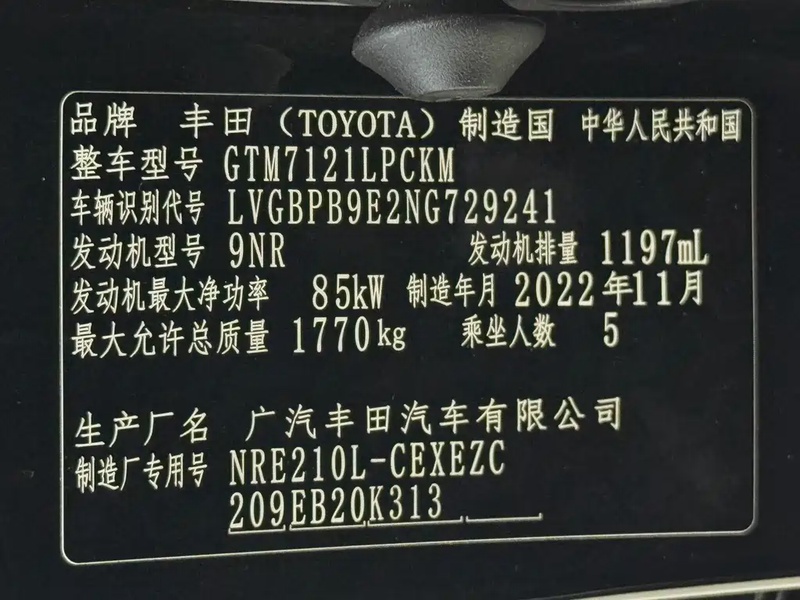 品牌 丰田（TOYOTA）制造国 中华人民共和国
整车型号 GTM7121LPCKM
车辆识别代号 LVGBPB9E2NG729241
发动机型号 9NR 发动机排量 1197mL
发动机最大净功率 85kW 制造年月 2022年11月
最大允许总质量 1770kg 乘坐人数 5
生产厂名 广汽丰田汽车有限公司
制造厂专用号 NRE210L-CEXEZC
209EB20K313